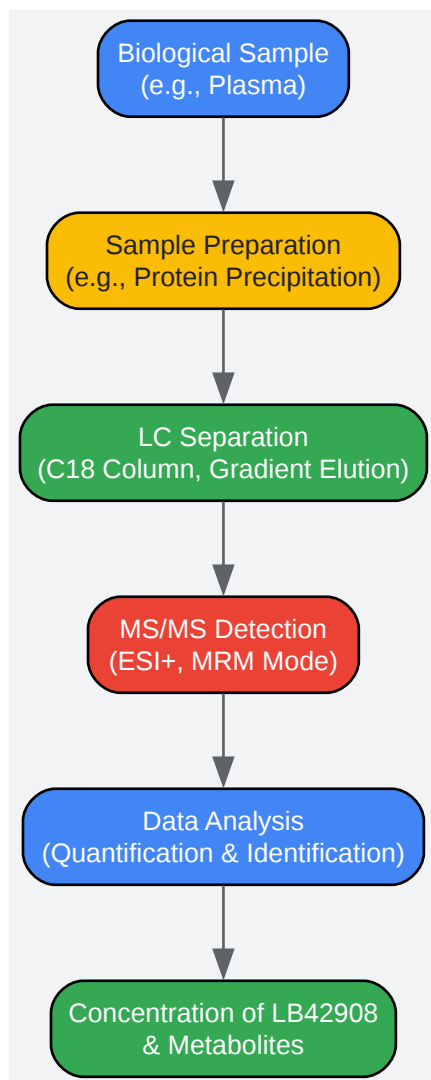 Biological Sample
(e.g., Plasma)
Sample Preparation
(e.g., Protein Precipitation)
LC Separation
(C18 Column, Gradient Elution)
MS/MS Detection
(ESI+, MRM Mode)
Data Analysis
(Quantification & Identification)
Concentration of LB42908
& Metabolites